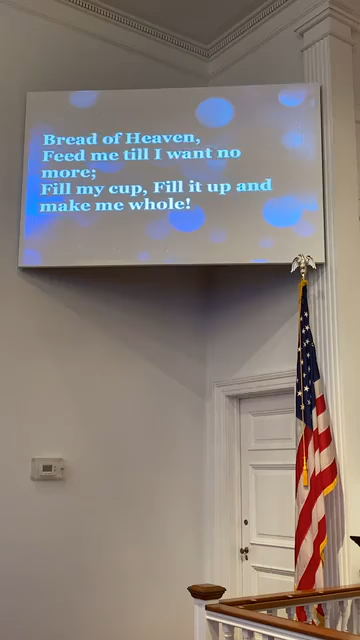 Bread of Heaven,
Feed me till I want no
more;
Fill my cup, Fill it up and
make me whole!